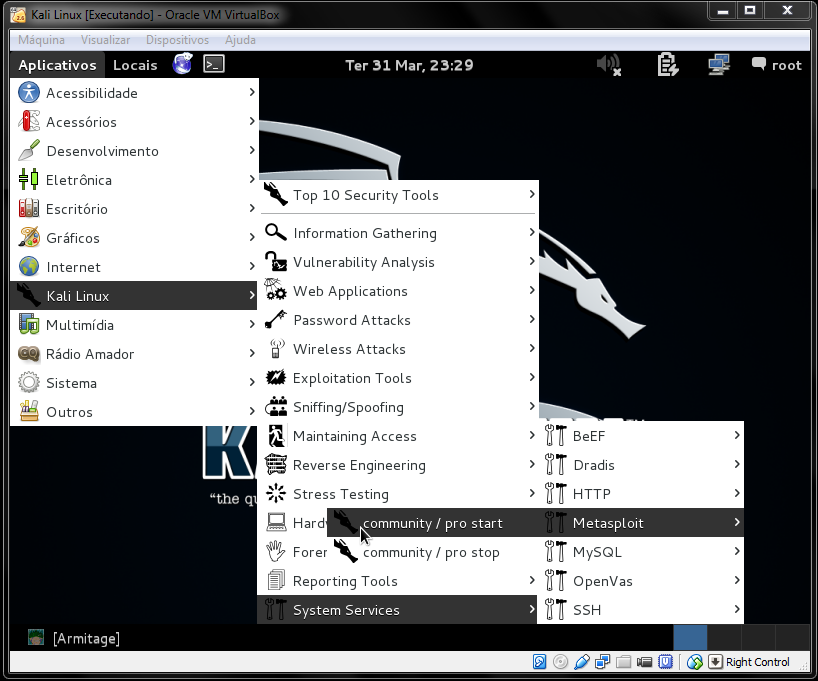 Kali Linux [Executando] - Oracle VM VirtualBox
Máquina Visualizar Dispositivos Ajuda
Aplicativos Locais Ter 31 Mar, 23:29 root
Acessibilidade
Acessórios
Desenvolvimento
Eletrônica
Escritório
Gráficos
Internet
Kali Linux
Multimídia
Rádio Amador
Sistema
Outros
Top 10 Security Tools
Information Gathering
Vulnerability Analysis
Web Applications
Password Attacks
Wireless Attacks
Exploitation Tools
Sniffing/Spoofing
Maintaining Access
Reverse Engineering
Stress Testing
Hardw
Foren
Reporting Tools
System Services
BeEF
Dradis
HTTP
Metasploit
MySQL
OpenVas
SSH
community / pro start
community / pro stop
KA
"the qu
[Armitage]
Right Control